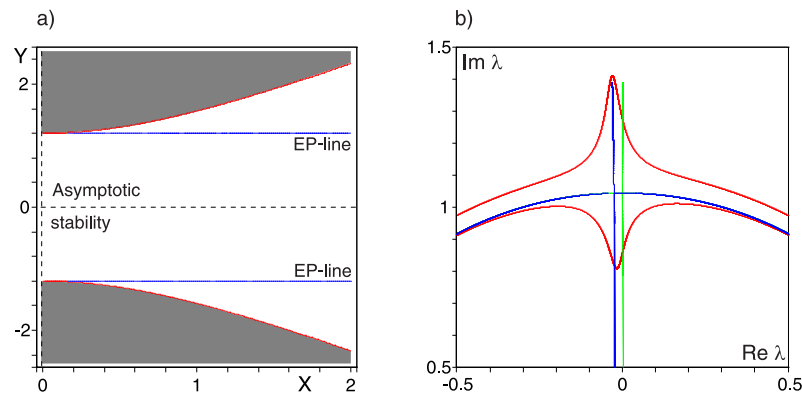 a)
Y
2
EP-line
Asymptotic
0
stability
EP-line
-2
0
1
X
2
b)
1.5
Im λ
1
0.5
Re λ
-0.5
0
0.5